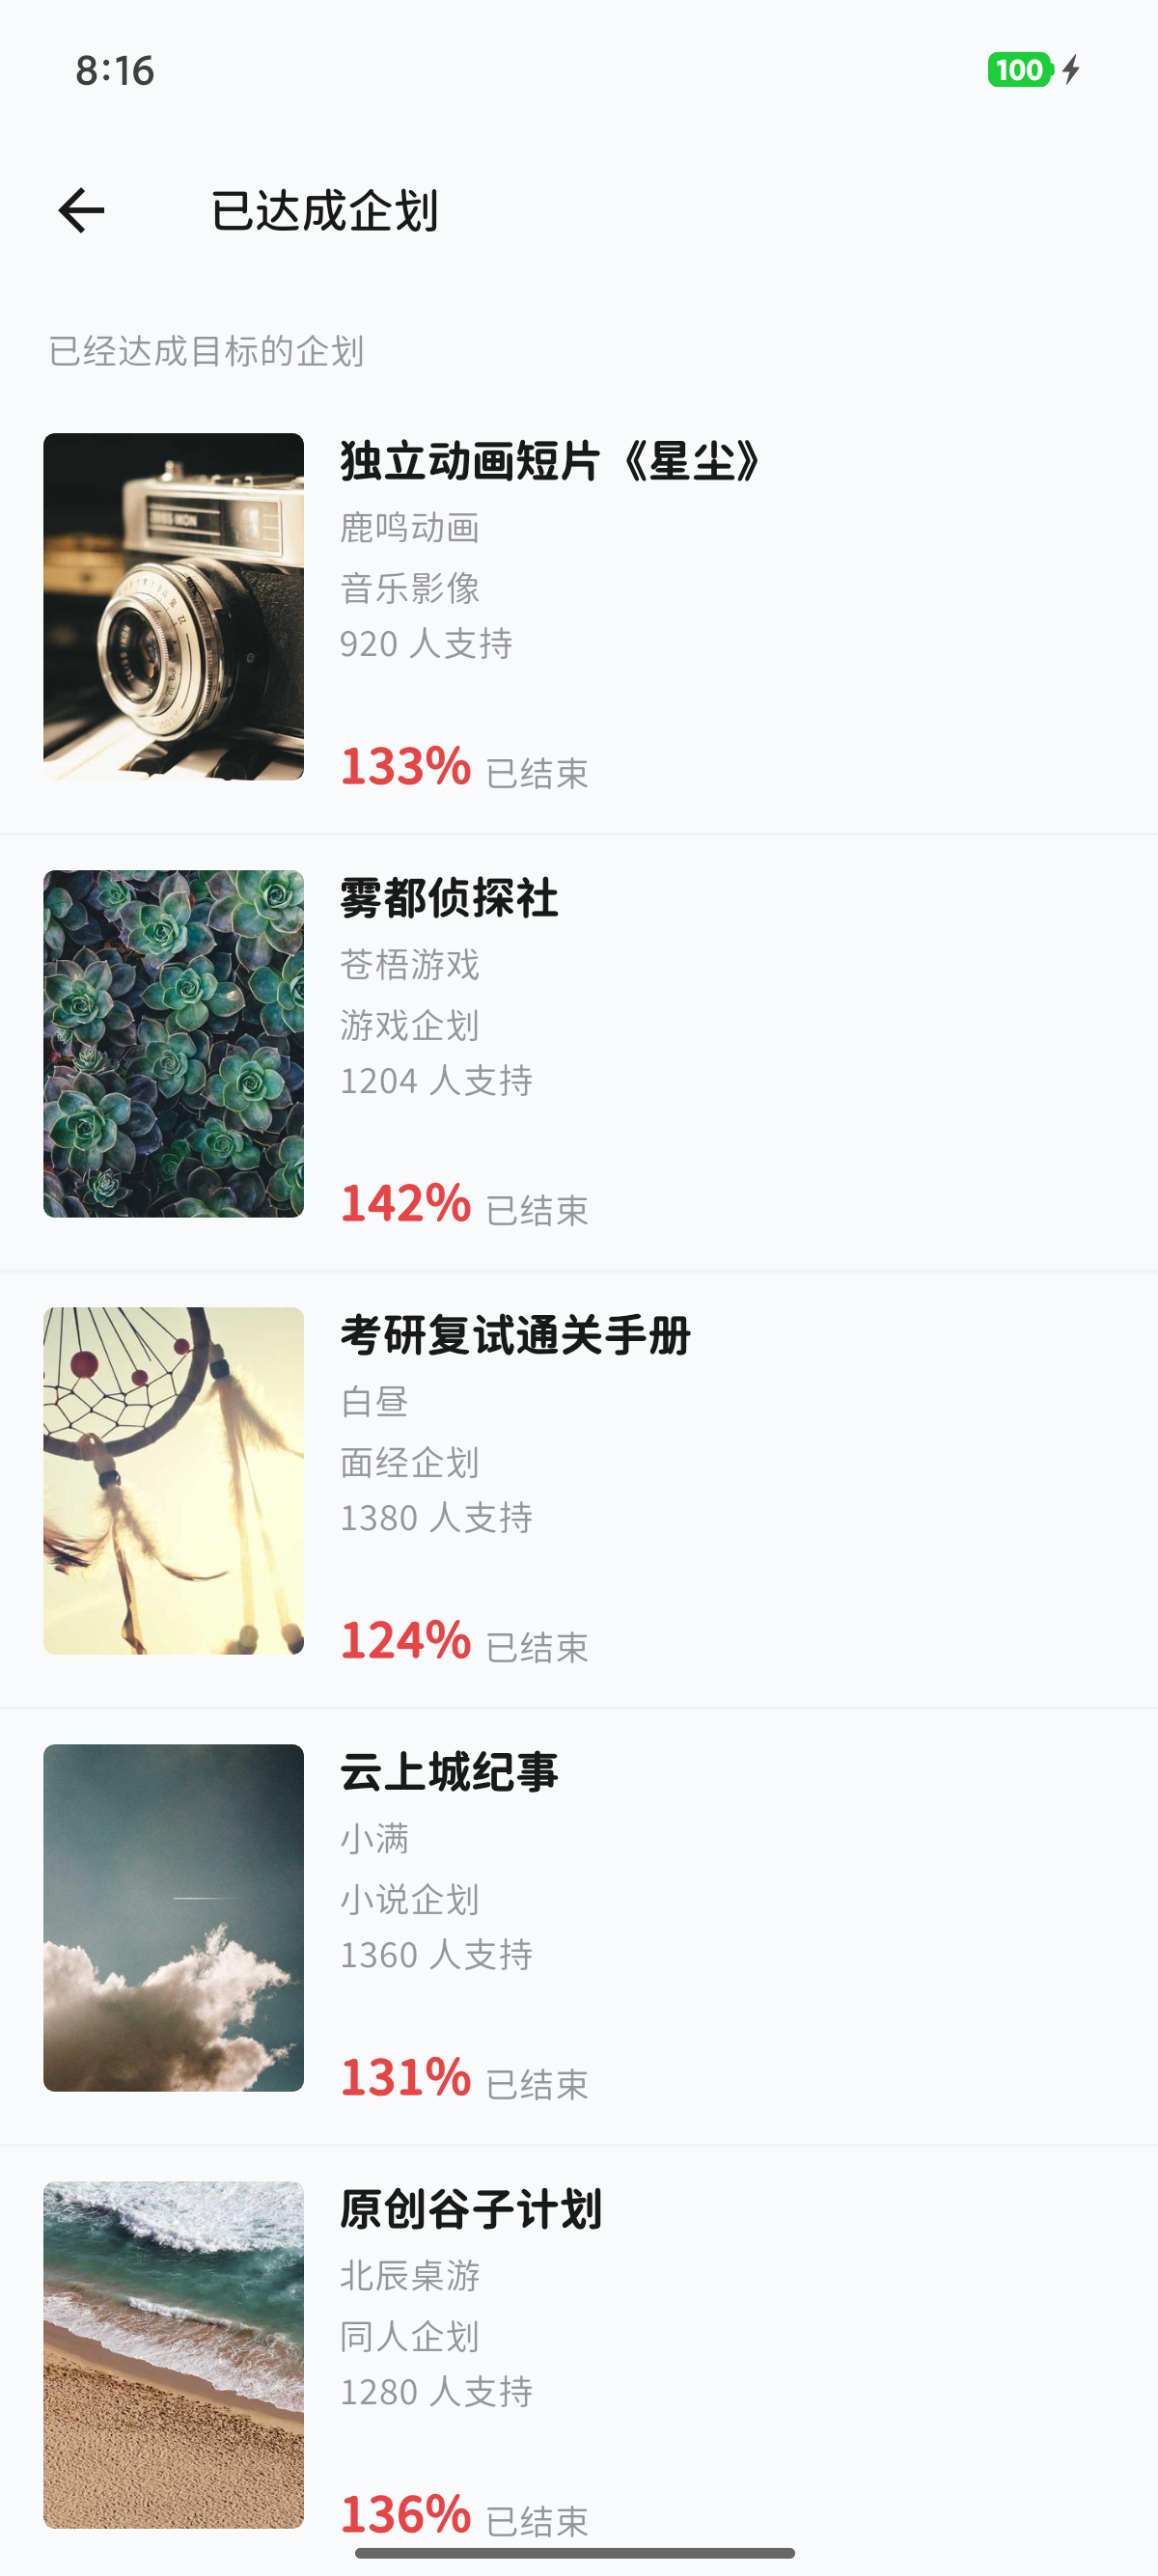 8:16
100
已达成企划
已经达成目标的企划
独立动画短片《星尘》
鹿鸣动画
音乐影像
920 人支持
133% 已结束
雾都侦探社
苍梧游戏
游戏企划
1204 人支持
142% 已结束
考研复试通关手册
白昼
面经企划
1380 人支持
124% 已结束
云上城纪事
小满
小说企划
1360 人支持
131% 已结束
原创谷子计划
北辰桌游
同人企划
1280 人支持
136% 已结束